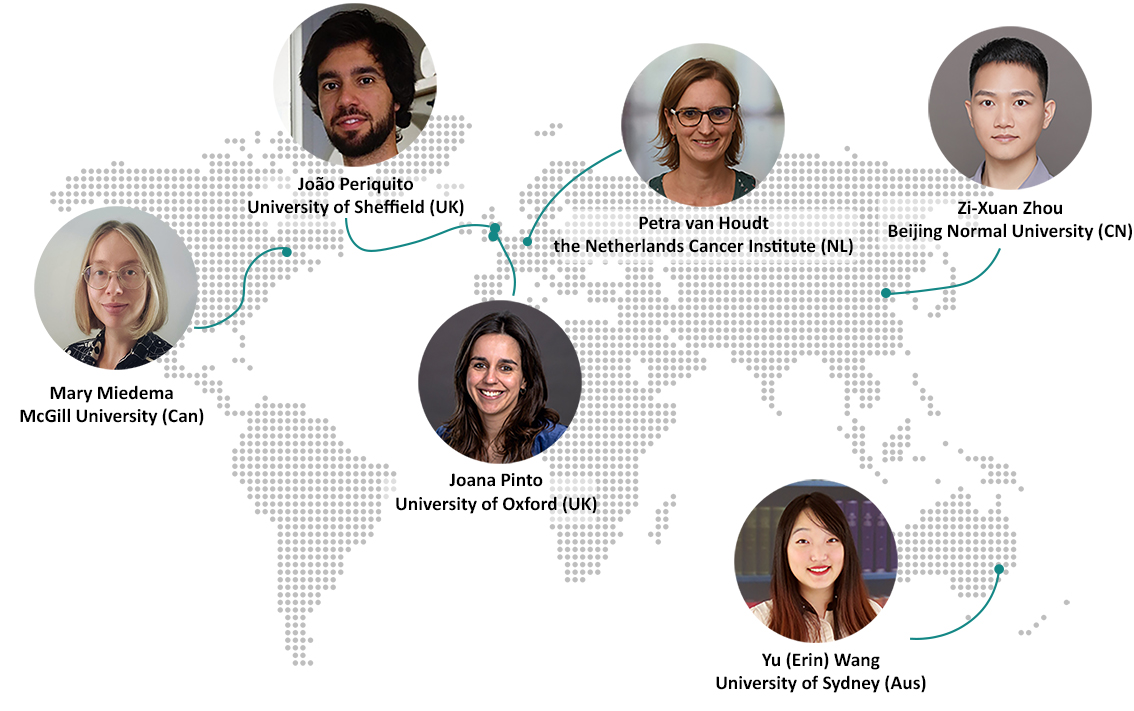 João Periquito
University of Sheffield (UK)
Petra van Houdt
the Netherlands Cancer Institute (NL)
Zi-Xuan Zhou
Beijing Normal University (CN)
Mary Miedema
McGill University (Can)
Joana Pinto
University of Oxford (UK)
Yu (Erin) Wang
University of Sydney (Aus)